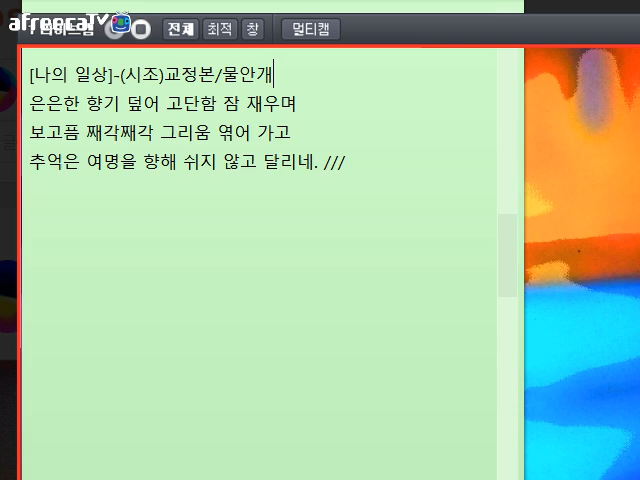 afreecaTV
전체 최적 창 멀티캠
[나의 일상]-(시조)교정본/물안개
은은한 향기 덮어 고단함 잠 재우며
보고픔 째각째각 그리움 엮어 가고
추억은 여명을 향해 쉬지 않고 달리네. ///